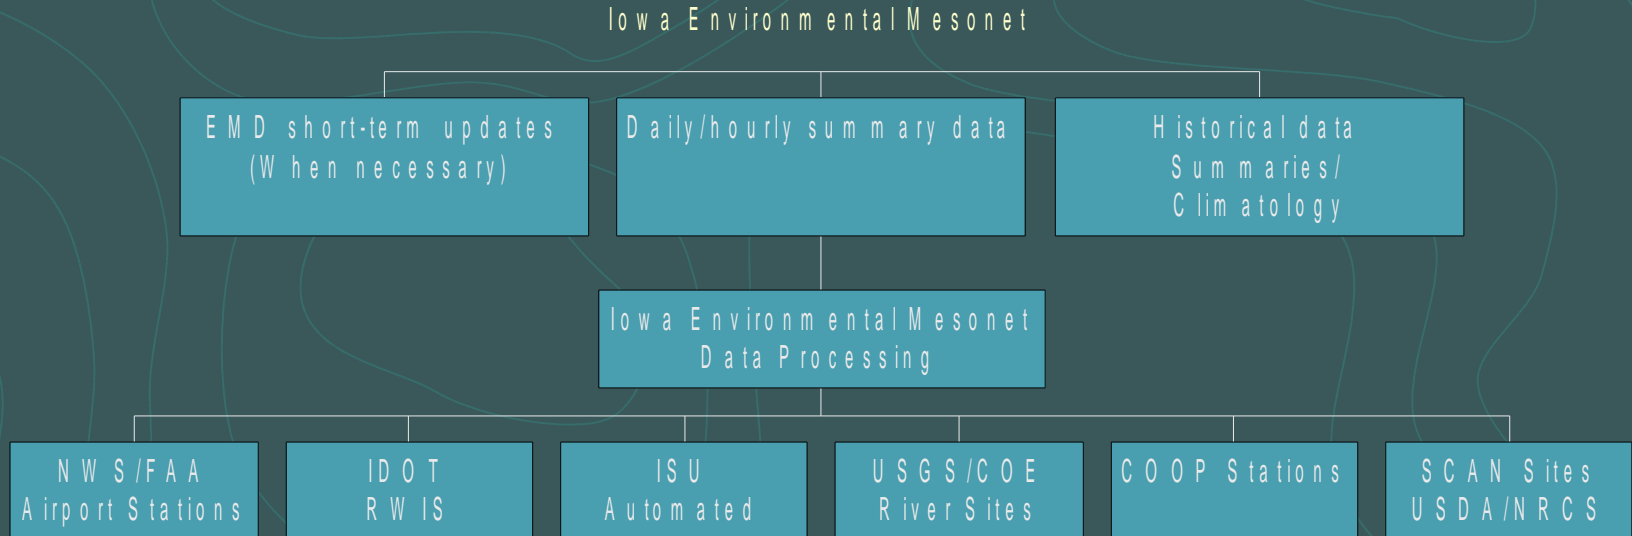 Iowa Environmental Mesonet
EMD short-term updates
(When necessary)
Daily/hourly summary data
Historical data
Summaries/
Climatology
Iowa Environmental Mesonet
Data Processing
NWS/FAA
Airport Stations
IDOT
RWIS
ISU
Automated
USGS/COE
River Sites
COOP Stations
SCAN Sites
USDA/NRCS